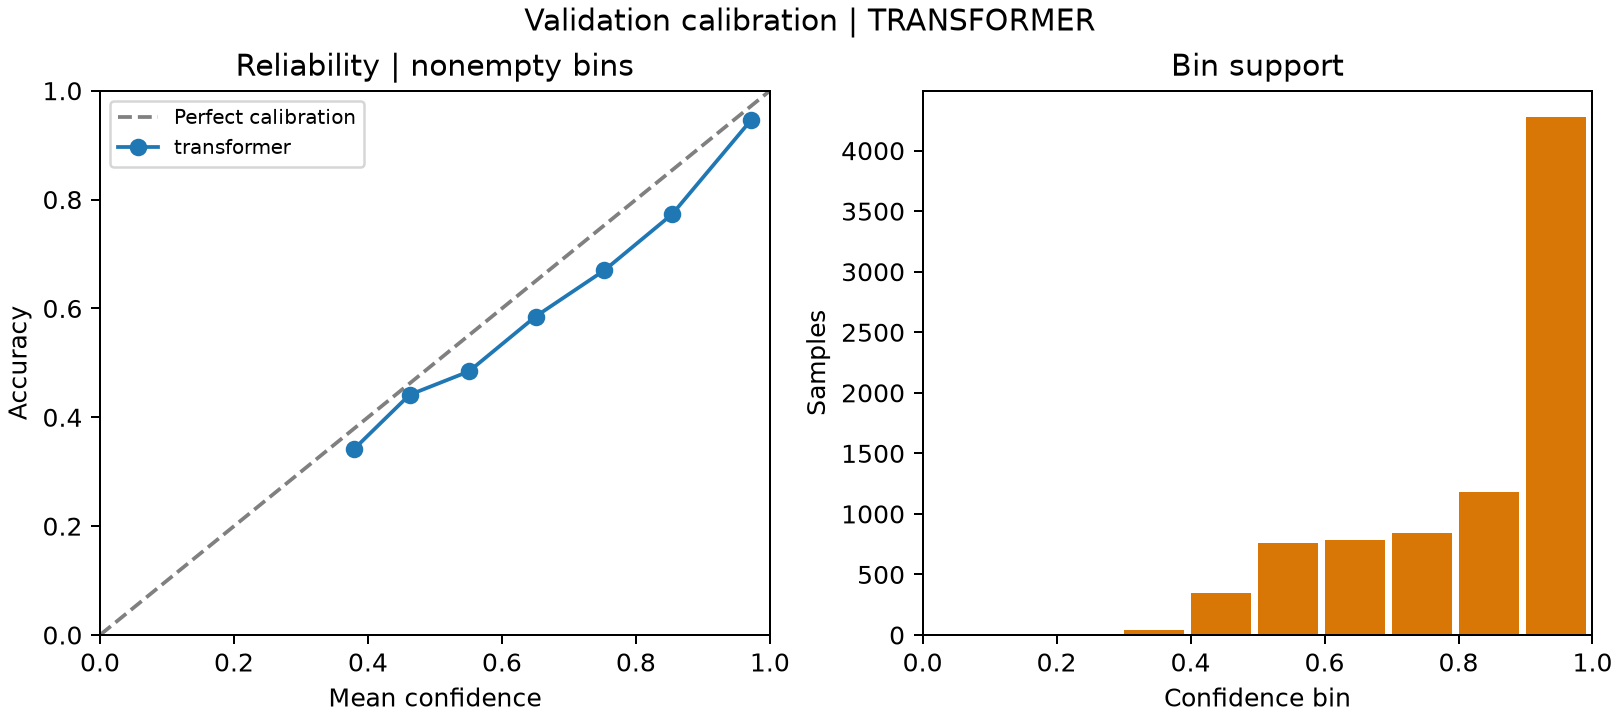 Validation calibration | TRANSFORMER
Reliability | nonempty bins
1.0
0.8
0.6
0.4
0.2
0.0
Accuracy
Perfect calibration
transformer
0.0 0.2 0.4 0.6 0.8 1.0
Mean confidence
Bin support
4000
3500
3000
2500
2000
1500
1000
500
0
Samples
0.0 0.2 0.4 0.6 0.8 1.0
Confidence bin